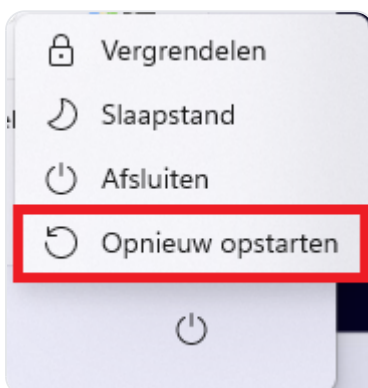 Vergrendelen
Slaapstand
Afsluiten
Opnieuw opstarten